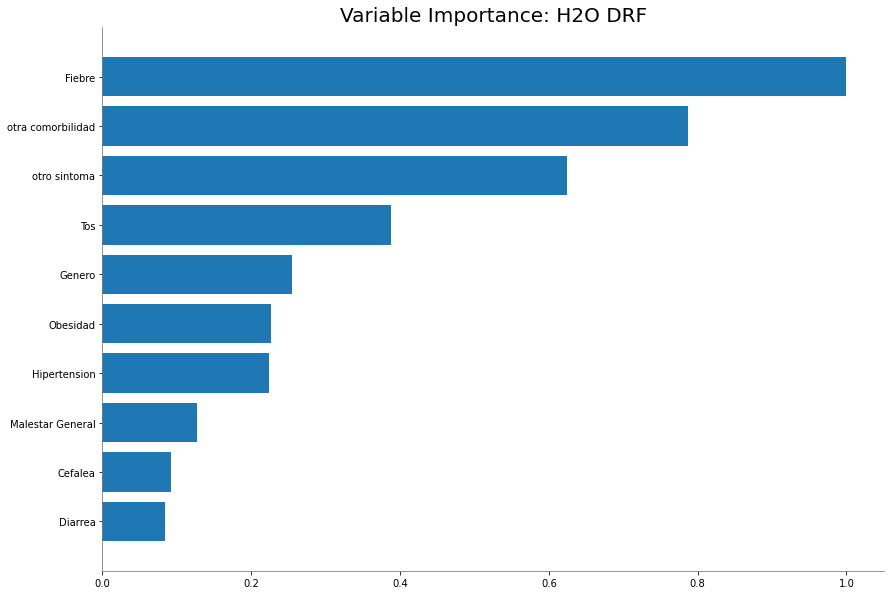 Variable Importance: H2O DRF
Fiebre
otra comorbilidad
otro sintoma
Tos
Genero
Obesidad
Hipertension
Malestar General
Cefalea
Diarrea
0.0 0.2 0.4 0.6 0.8 1.0